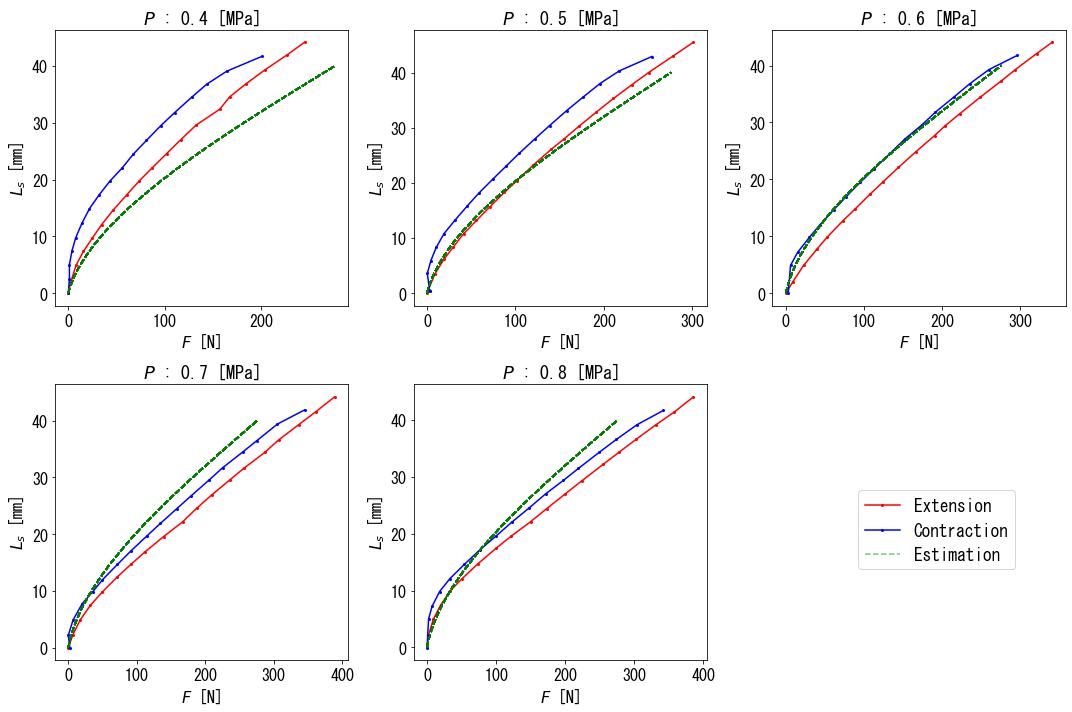 P : 0.4 [MPa]
P : 0.5 [MPa]
P : 0.6 [MPa]
40
30
20
10
0
L_s [mm]
0 100 200
F [N]
40
30
20
10
0
L_s [mm]
0 100 200 300
F [N]
40
30
20
10
0
L_s [mm]
0 100 200 300
F [N]
P : 0.7 [MPa]
P : 0.8 [MPa]
40
30
20
10
0
L_s [mm]
0 100 200 300 400
F [N]
40
30
20
10
0
L_s [mm]
0 100 200 300 400
F [N]
Extension
Contraction
Estimation